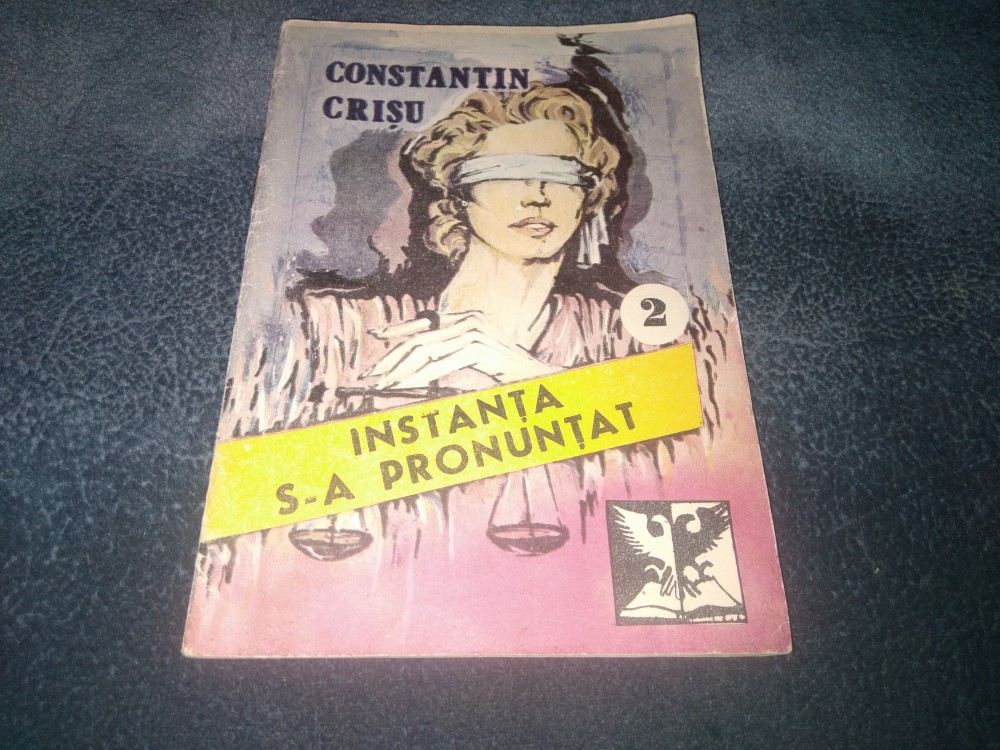 CONSTANTIN
CRIȘU
2
INSTANȚA
S-A PRONUNȚAT